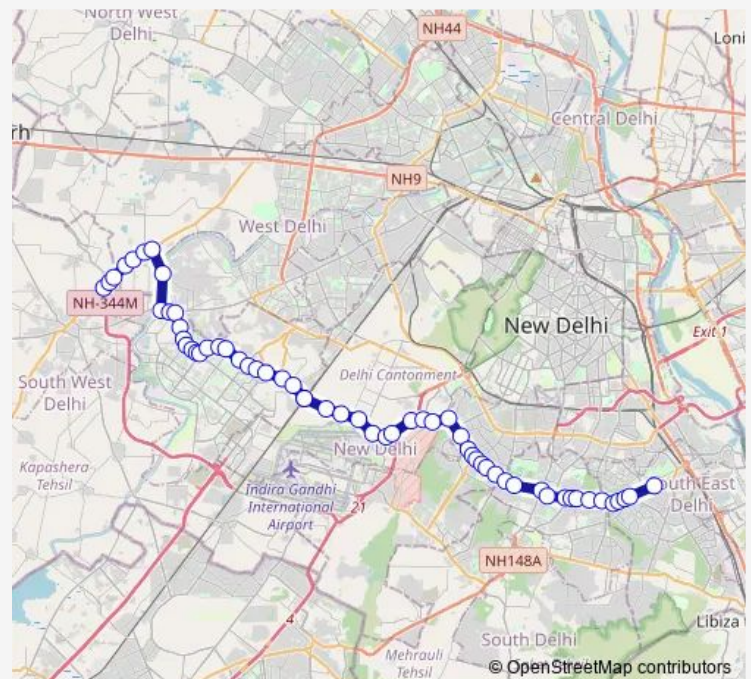 North West
Delhi
NH44
Loni
Central Delhi
rh
NH9
West Delhi
NH-344M
New Delhi
Exit 1
South West
Delhi
Delhi Cantonment
Kapashera
Tehsil
New Delhi
Indira Gandhi
International
Airport
21
South East
Delhi
NH148A
4
Libiza
South Delhi
Mehrauli
Tehsil
© OpenStreetMap contributors